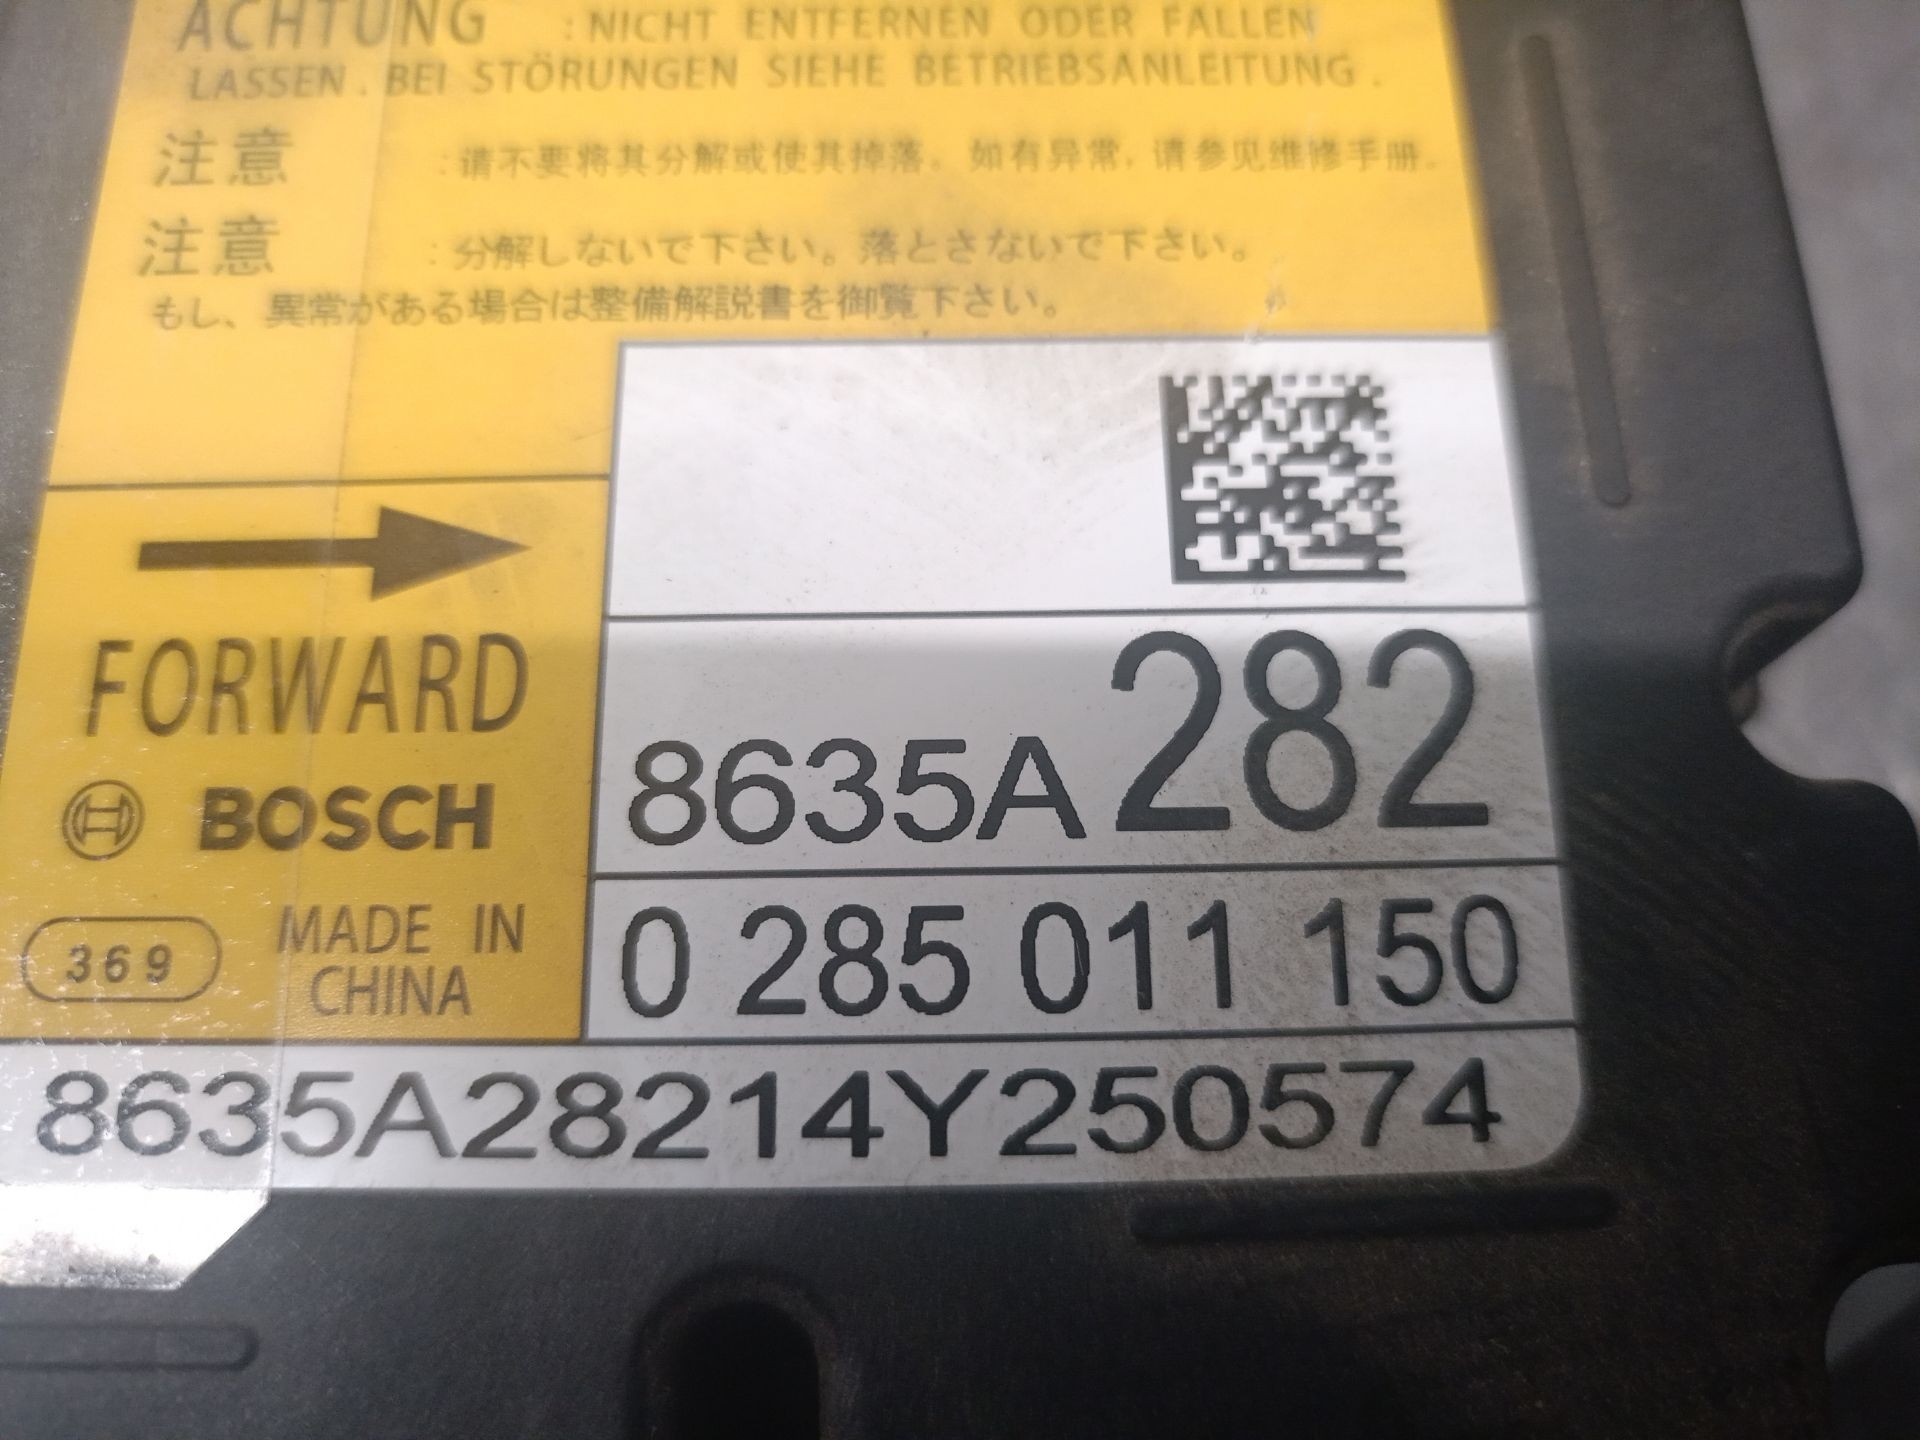 ACHTUNG : NICHT ENTFERNEN ODER FALLEN
LASSEN. BEI STÖRUNGEN SIEHE BETRIEBSANLEITUNG.
注意 : 请不要将其分解或使其掉落。如有异常，请参见维修手册。
注意 : 分解しないで下さい。落とさないで下さい。
もし、異常がある場合は整備解説書を御覧下さい。
FORWARD
BOSCH
369
MADE IN
CHINA
8635A282
0 285 011 150
8635A28214Y250574